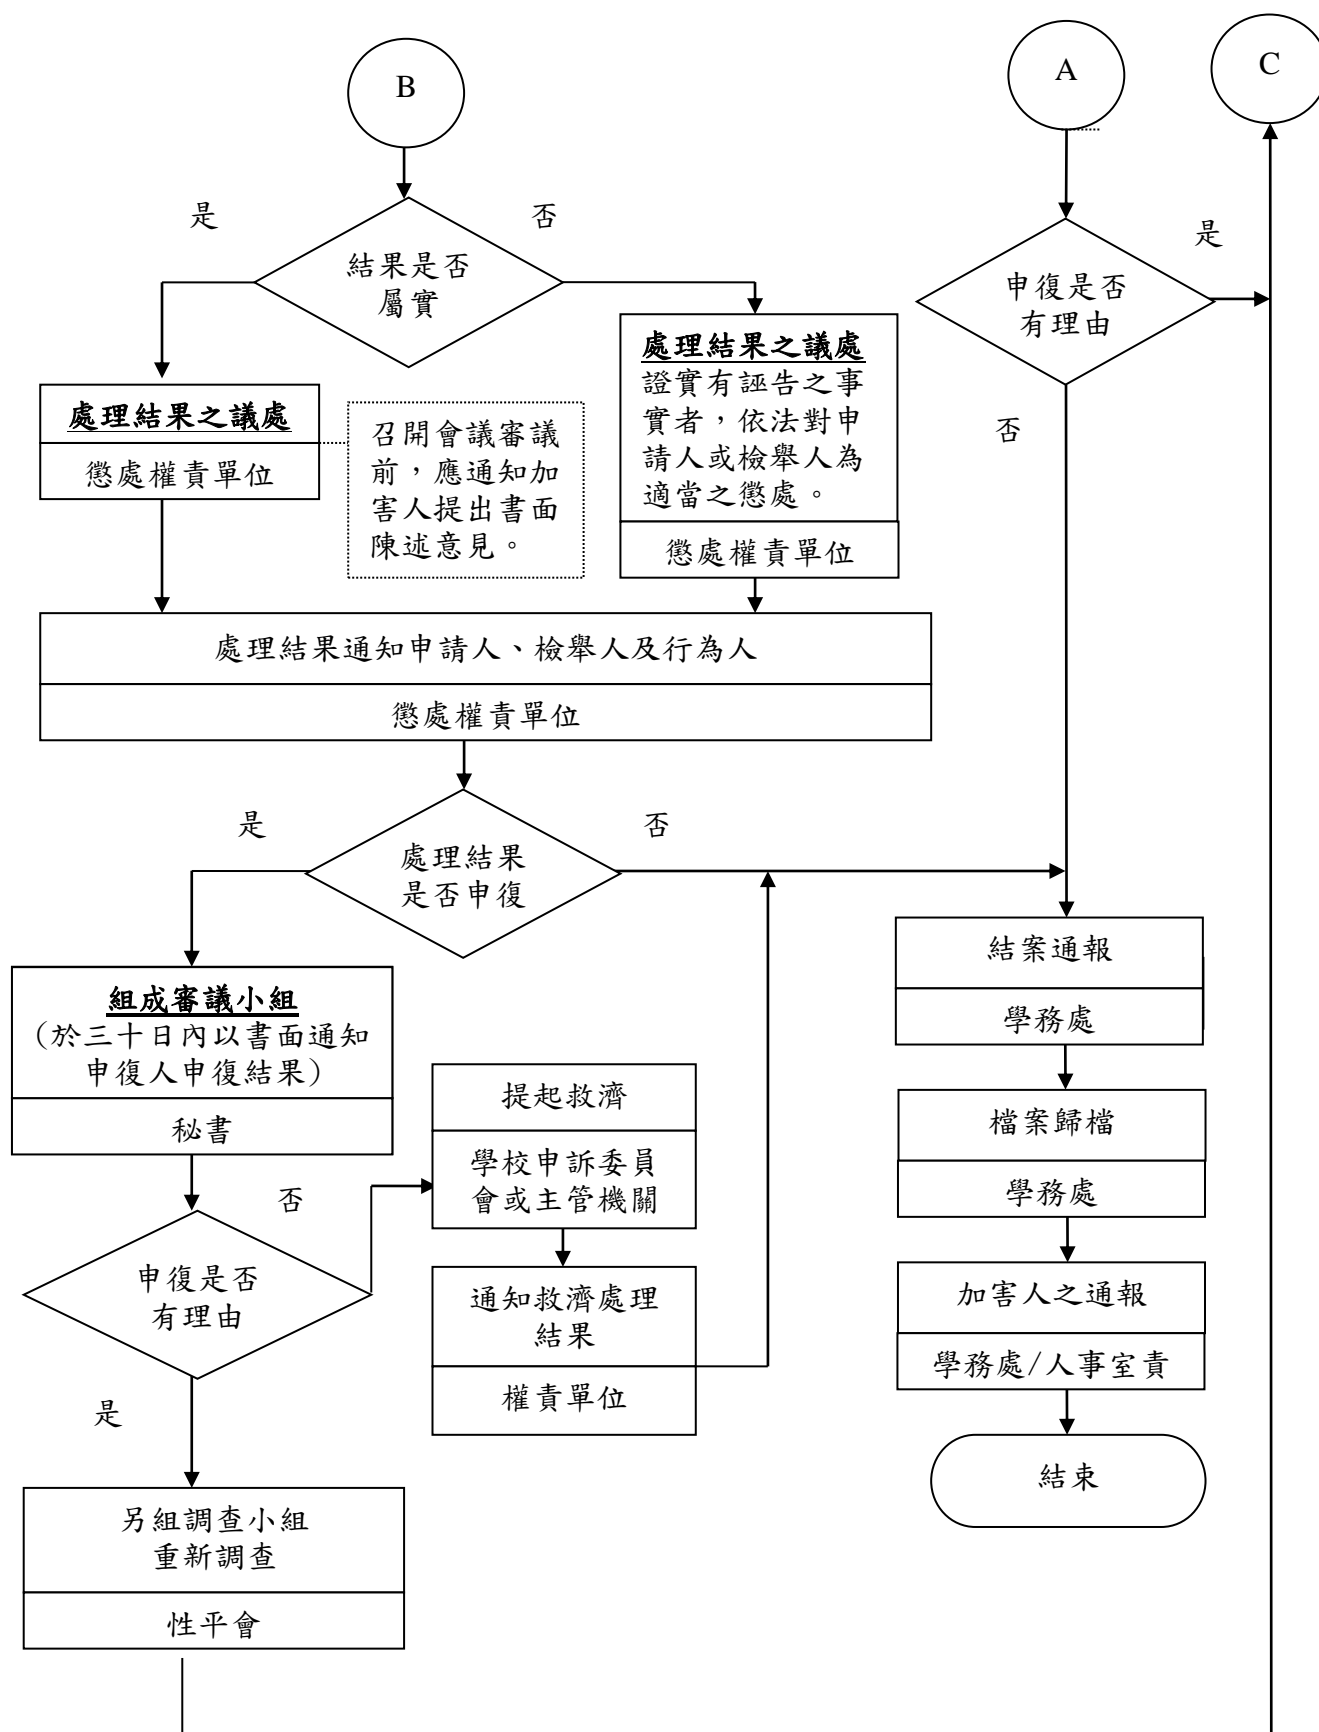 B
A
C
是
否
結果是否
屬實
是
申復是否
有理由
否
處理結果之議處
懲處權責單位
召開會議審議
前，應通知加
害人提出書面
陳述意見。
處理結果之議處
證實有誣告之事
實者，依法對申
請人或檢舉人為
適當之懲處。
懲處權責單位
處理結果通知申請人、檢舉人及行為人
懲處權責單位
是
否
處理結果
是否申復
組成審議小組
（於三十日內以書面通知
申復人申復結果）
秘書
否
申復是否
有理由
是
提起救濟
學校申訴委員
會或主管機關
通知救濟處理
結果
權責單位
另組調查小組
重新調查
性平會
結案通報
學務處
檔案歸檔
學務處
加害人之通報
學務處/人事室責
結束